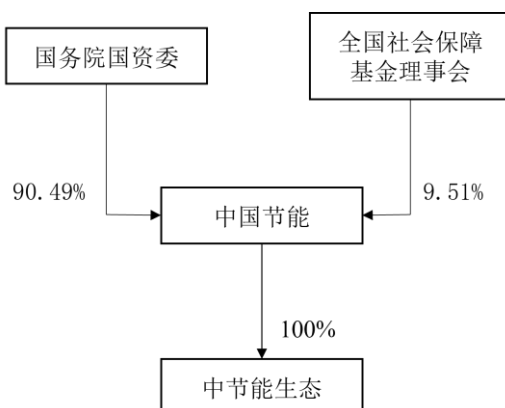 国务院国资委
全国社会保障
基金理事会
90.49%
9.51%
中国节能
100%
中节能生态